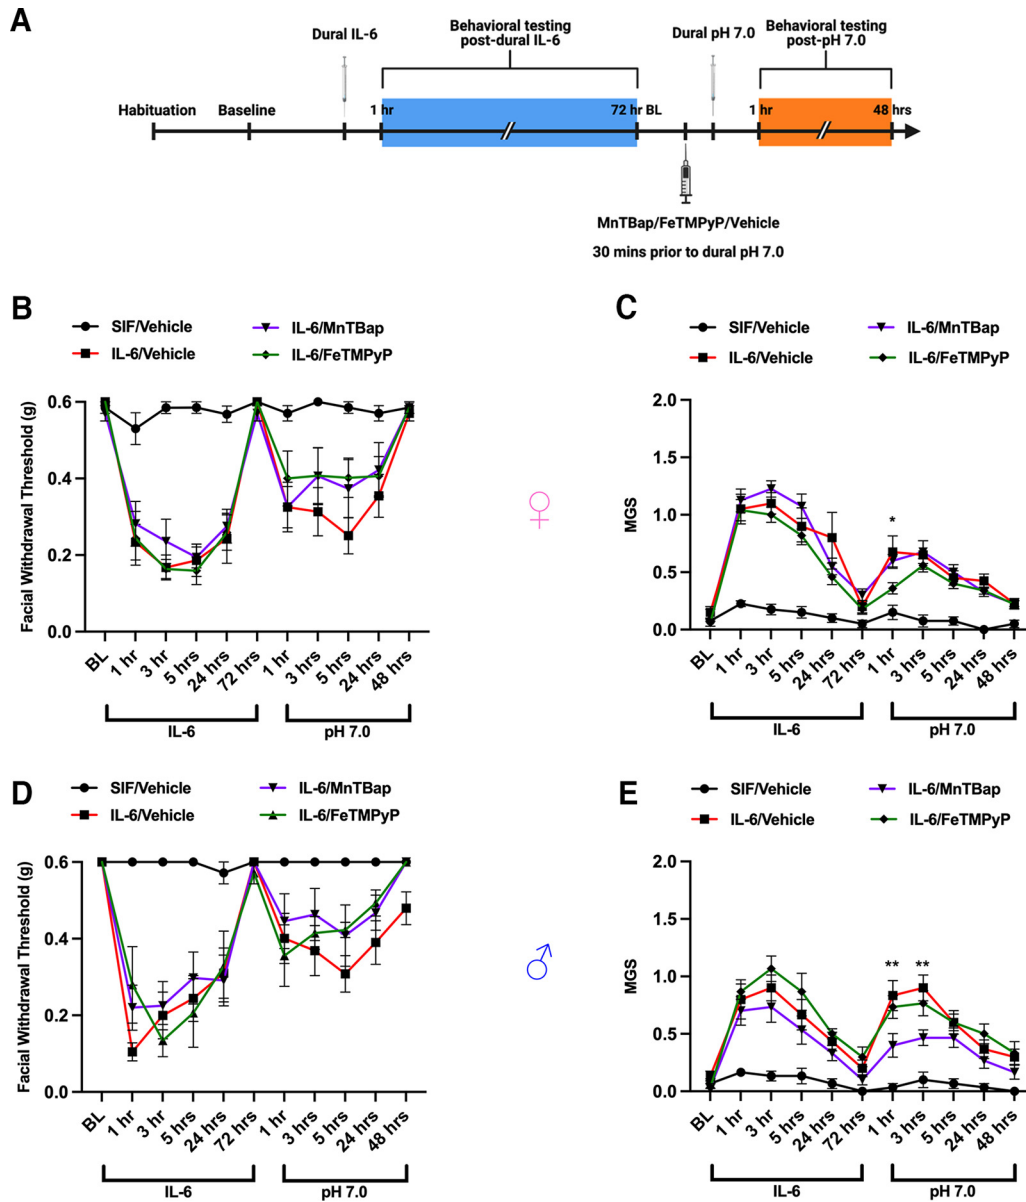 A
Dural IL-6
Behavioral testing
post-dural IL-6
Dural pH 7.0
Behavioral testing
post-pH 7.0
Habituation
Baseline
1 hr
72 hr BL
1 hr
48 hrs
MnTBap/FeTMPyP/Vehicle
30 mins prior to dural pH 7.0
B
SIF/Vehicle
IL-6/MnTBap
IL-6/Vehicle
IL-6/FeTMPyP
Facial Withdrawal Threshold (g)
0.6
0.4
0.2
0.0
BL
1 hr
3 hr
5 hrs
24 hrs
72 hrs
1 hr
3 hrs
5 hrs
24 hrs
48 hrs
IL-6
pH 7.0
♀
C
SIF/Vehicle
IL-6/MnTBap
IL-6/Vehicle
IL-6/FeTMPyP
MGS
2.0
1.5
1.0
0.5
0.0
*
BL
1 hr
3 hr
5 hrs
24 hrs
72 hrs
1 hr
3 hrs
5 hrs
24 hrs
48 hrs
IL-6
pH 7.0
D
SIF/Vehicle
IL-6/MnTBap
IL-6/Vehicle
IL-6/FeTMPyP
Facial Withdrawal Threshold (g)
0.6
0.4
0.2
0.0
BL
1 hr
3 hr
5 hrs
24 hrs
72 hrs
1 hr
3 hrs
5 hrs
24 hrs
48 hrs
IL-6
pH 7.0
♂
E
SIF/Vehicle
IL-6/MnTBap
IL-6/Vehicle
IL-6/FeTMPyP
MGS
2.0
1.5
1.0
0.5
0.0
** **
BL
1 hr
3 hr
5 hrs
24 hrs
72 hrs
1 hr
3 hrs
5 hrs
24 hrs
48 hrs
IL-6
pH 7.0